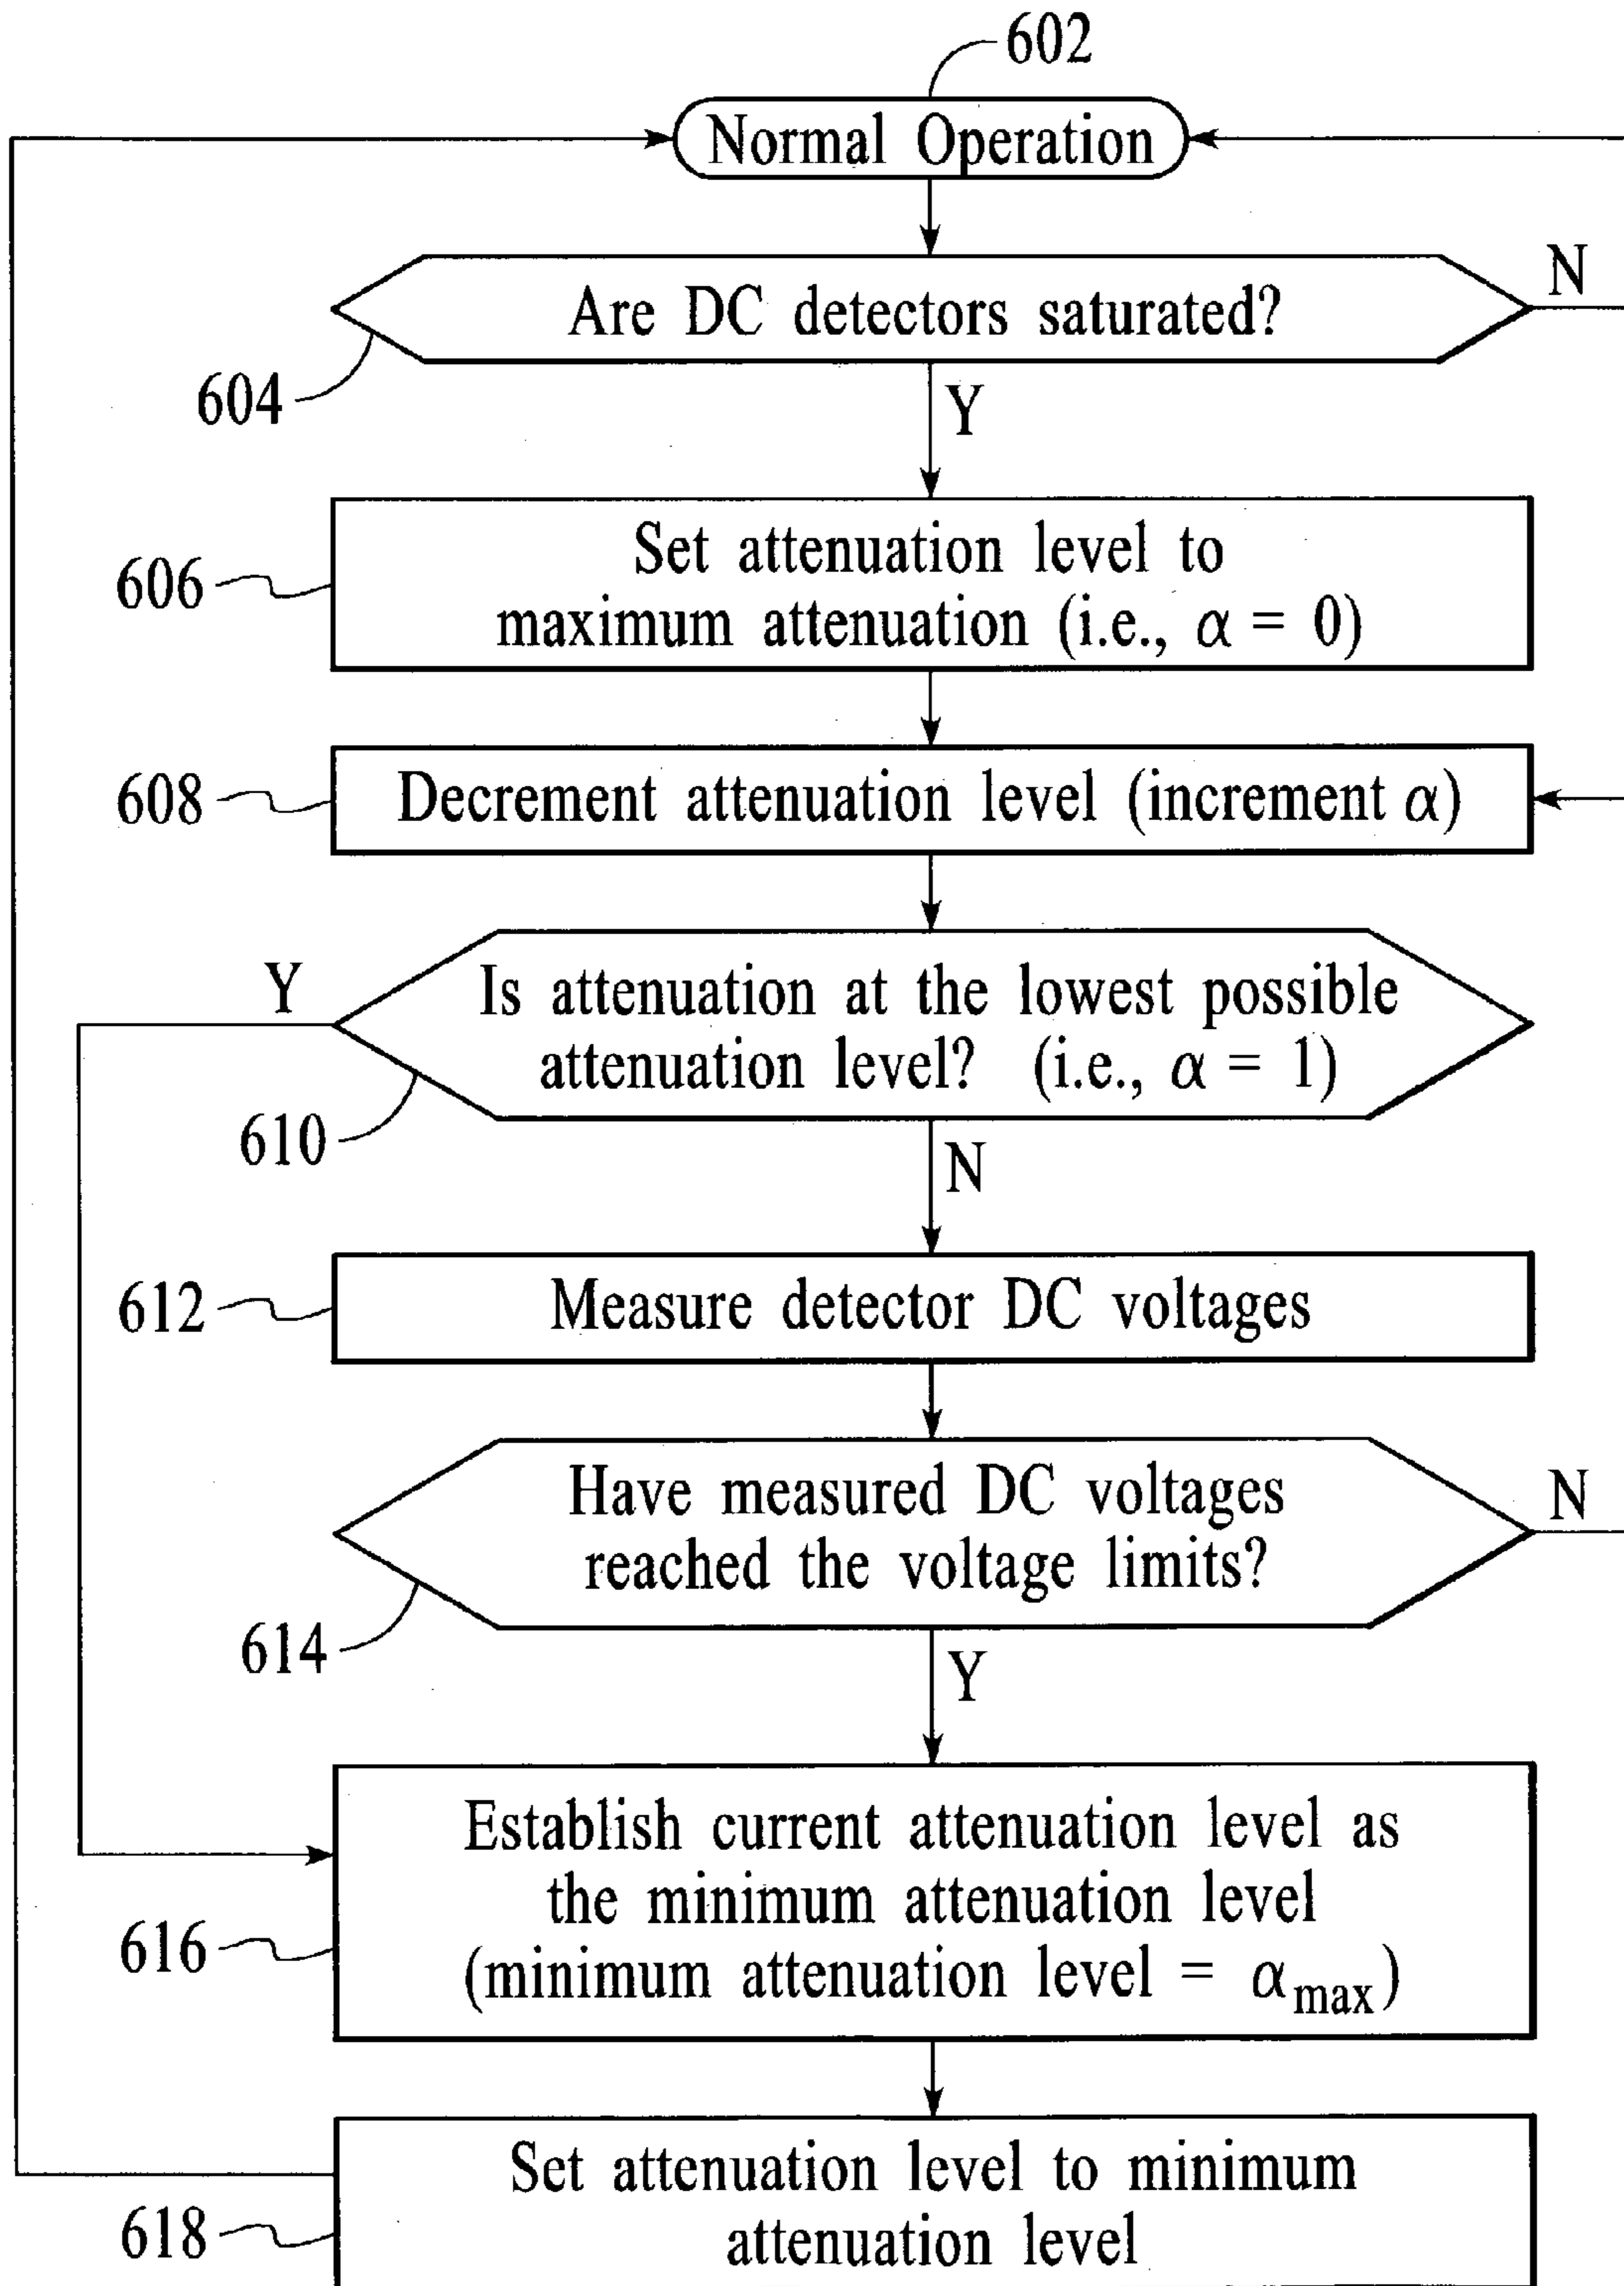 602
Normal Operation
Are DC detectors saturated?
N
604
Y
606
Set attenuation level to
maximum attenuation (i.e., α = 0)
608
Decrement attenuation level (increment α)
Y
Is attenuation at the lowest possible
attenuation level? (i.e., α = 1)
610
N
612
Measure detector DC voltages
Have measured DC voltages
reached the voltage limits?
N
614
Y
Establish current attenuation level as
the minimum attenuation level
(minimum attenuation level = αmax)
616
Set attenuation level to minimum
attenuation level
618